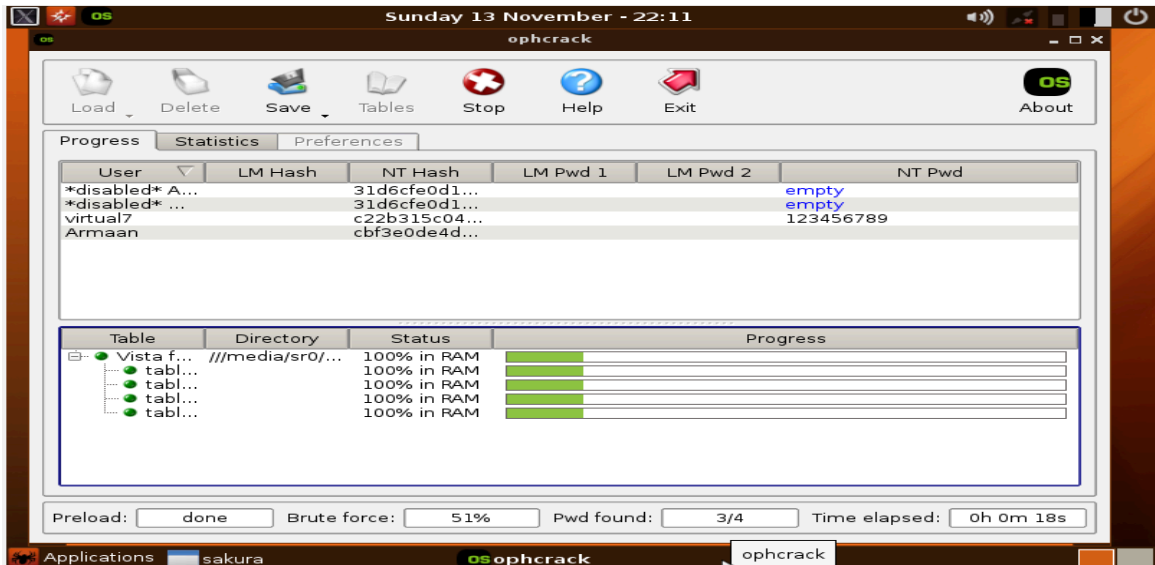 OS Sunday 13 November - 22:11
OS ophcrack
Load Delete Save Tables Stop Help Exit OS About
Progress Statistics Preferences
User LM Hash NT Hash LM Pwd 1 LM Pwd 2 NT Pwd
*disabled* A... 31d6cfe0d1... empty
*disabled* ... 31d6cfe0d1... empty
virtual7 c22b315c04... 123456789
Armaan cbf3e0de4d...
Table Directory Status Progress
Vista f... ///media/sr0/... 100% in RAM
tabl... 100% in RAM
tabl... 100% in RAM
tabl... 100% in RAM
tabl... 100% in RAM
Preload: done Brute force: 51% Pwd found: 3/4 Time elapsed: 0h 0m 18s
Applications sakura OS ophcrack ophcrack